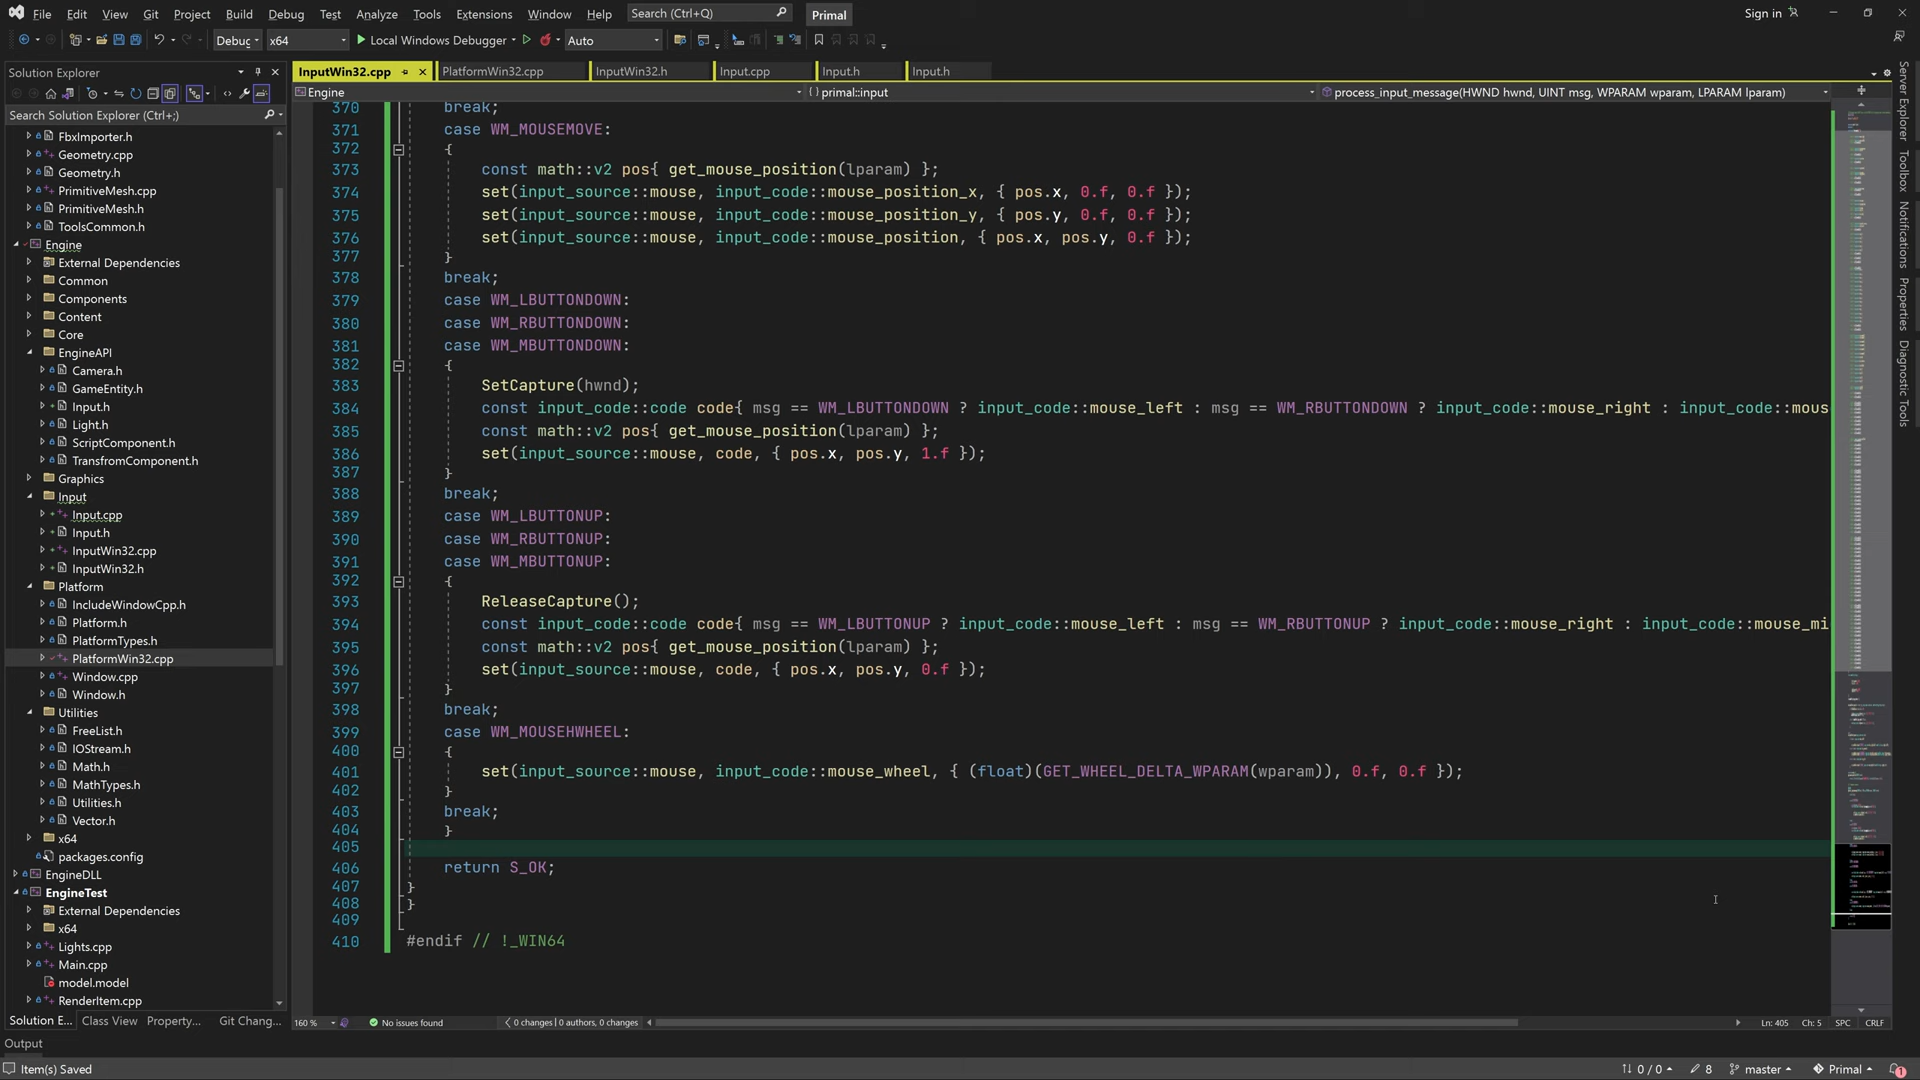 File Edit View Git Project Build Debug Test Analyze Tools Extensions Window Help Search (Ctrl+Q) Primal Sign in
Debug x64 Local Windows Debugger Auto
Solution Explorer
InputWin32.cpp PlatformWin32.cpp InputWin32.h Input.cpp Input.h Input.h
Engine primal::input process_input_message(HWND hwnd, UINT msg, WPARAM wparam, LPARAM lparam)
Search Solution Explorer (Ctrl+;)
FbxImporter.h
Geometry.cpp
Geometry.h
PrimitiveMesh.cpp
PrimitiveMesh.h
ToolsCommon.h
Engine
External Dependencies
Common
Components
Content
Core
EngineAPI
Camera.h
GameEntity.h
Input.h
Light.h
ScriptComponent.h
TransfromComponent.h
Graphics
Input
Input.cpp
Input.h
InputWin32.cpp
InputWin32.h
Platform
IncludeWindowCpp.h
Platform.h
PlatformTypes.h
PlatformWin32.cpp
Window.cpp
Window.h
Utilities
FreeList.h
IOStream.h
Math.h
MathTypes.h
Utilities.h
Vector.h
x64
packages.config
EngineDLL
EngineTest
External Dependencies
x64
Lights.cpp
Main.cpp
model.model
RenderItem.cpp
Solution E... Class View Property... Git Chang...
370 break;
371 case WM_MOUSEMOVE:
372 {
373 const math::v2 pos{ get_mouse_position(lparam) };
374 set(input_source::mouse, input_code::mouse_position_x, { pos.x, 0.f, 0.f });
375 set(input_source::mouse, input_code::mouse_position_y, { pos.y, 0.f, 0.f });
376 set(input_source::mouse, input_code::mouse_position, { pos.x, pos.y, 0.f });
377 }
378 break;
379 case WM_LBUTTONDOWN:
380 case WM_RBUTTONDOWN:
381 case WM_MBUTTONDOWN:
382 {
383 SetCapture(hwnd);
384 const input_code::code code{ msg == WM_LBUTTONDOWN ? input_code::mouse_left : msg == WM_RBUTTONDOWN ? input_code::mouse_right : input_code::mous
385 const math::v2 pos{ get_mouse_position(lparam) };
386 set(input_source::mouse, code, { pos.x, pos.y, 1.f });
387 }
388 break;
389 case WM_LBUTTONUP:
390 case WM_RBUTTONUP:
391 case WM_MBUTTONUP:
392 {
393 ReleaseCapture();
394 const input_code::code code{ msg == WM_LBUTTONUP ? input_code::mouse_left : msg == WM_RBUTTONUP ? input_code::mouse_right : input_code::mouse_mi
395 const math::v2 pos{ get_mouse_position(lparam) };
396 set(input_source::mouse, code, { pos.x, pos.y, 0.f });
397 }
398 break;
399 case WM_MOUSEHWHEEL:
400 {
401 set(input_source::mouse, input_code::mouse_wheel, { (float)(GET_WHEEL_DELTA_WPARAM(wparam)), 0.f, 0.f });
402 }
403 break;
404 }
405
406 return S_OK;
407 }
408 }
409
410 #endif // !_WIN64
160 % No issues found 0 changes | 0 authors, 0 changes Ln: 405 Ch: 5 SPC CRLF
Server Explorer
Toolbox
Notifications
Properties
Diagnostic Tools
Output
Item(s) Saved 0 / 0 8 master Primal 1